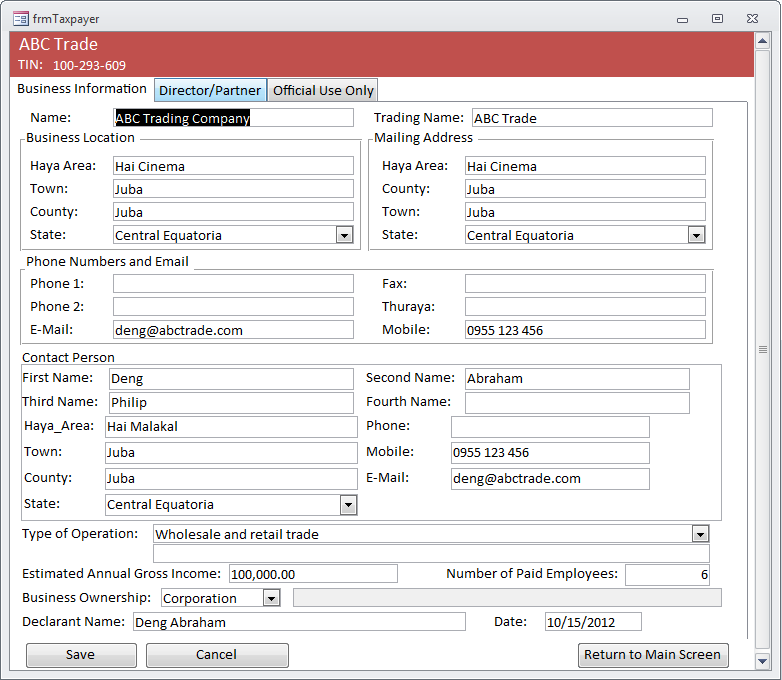 frmTaxpayer
ABC Trade
TIN: 100-293-609
Business Information Director/Partner Official Use Only
Name: ABC Trading Company Trading Name: ABC Trade
Business Location Mailing Address
Haya Area: Hai Cinema Haya Area: Hai Cinema
Town: Juba County: Juba
County: Juba Town: Juba
State: Central Equatoria State: Central Equatoria
Phone Numbers and Email
Phone 1: Fax:
Phone 2: Thuraya:
E-Mail: deng@abctrade.com Mobile: 0955 123 456
Contact Person
First Name: Deng Second Name: Abraham
Third Name: Philip Fourth Name:
Haya_Area: Hai Malakal Phone:
Town: Juba Mobile: 0955 123 456
County: Juba E-Mail: deng@abctrade.com
State: Central Equatoria
Type of Operation: Wholesale and retail trade
Estimated Annual Gross Income: 100,000.00 Number of Paid Employees: 6
Business Ownership: Corporation
Declarant Name: Deng Abraham Date: 10/15/2012
Save Cancel Return to Main Screen